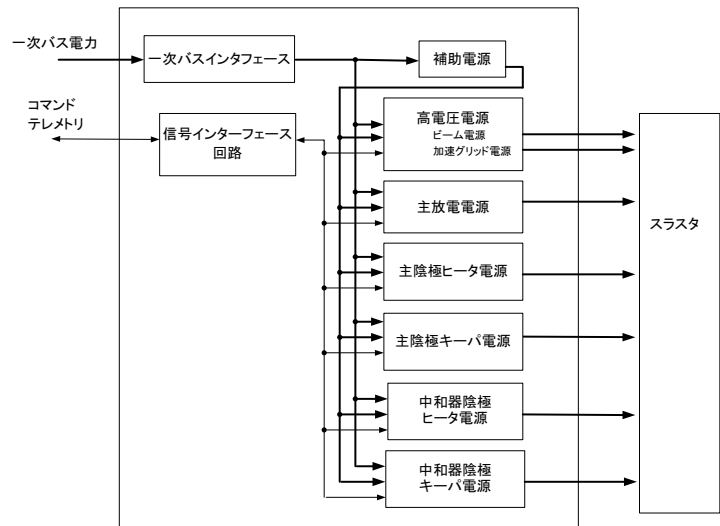 一次バス電力
一次バスインタフェース
補助電源
コマンド
テレメトリ
信号インターフェース
回路
高電圧電源
ビーム電源
加速グリッド電源
主放電電源
主陰極ヒータ電源
主陰極キーパ電源
中和器陰極
ヒータ電源
中和器陰極
キーパ電源
スラスタ